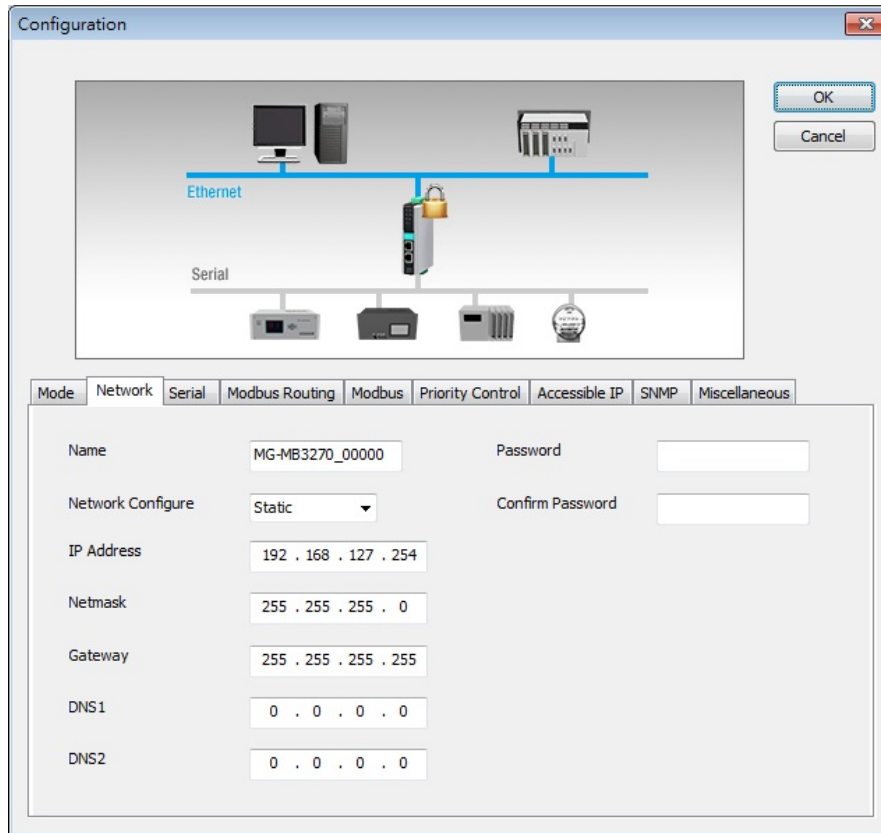 Configuration
OK
Cancel
Ethernet
Serial
Mode Network Serial Modbus Routing Modbus Priority Control Accessible IP SNMP Miscellaneous
Name MG-MB3270_00000 Password
Network Configure Static Confirm Password
IP Address 192 . 168 . 127 . 254
Netmask 255 . 255 . 255 . 0
Gateway 255 . 255 . 255 . 255
DNS1 0 . 0 . 0 . 0
DNS2 0 . 0 . 0 . 0